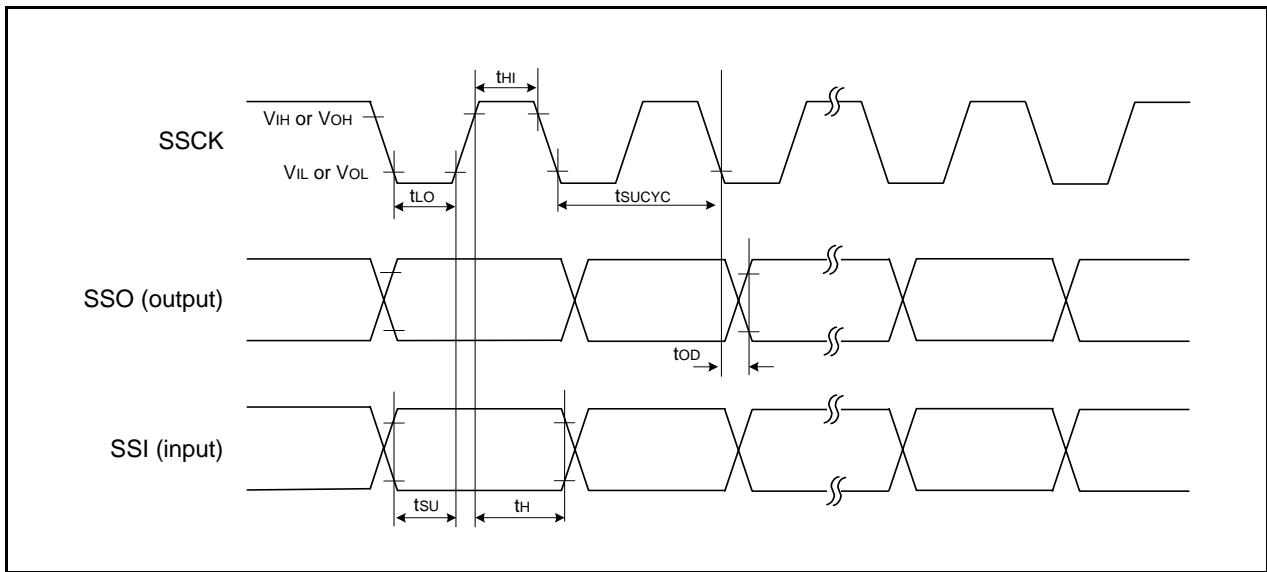 tHI
VIH or VOH
SSCK
VIL or VOL
tLO
tSUCYC
SSO (output)
tOD
SSI (input)
tSU
tH